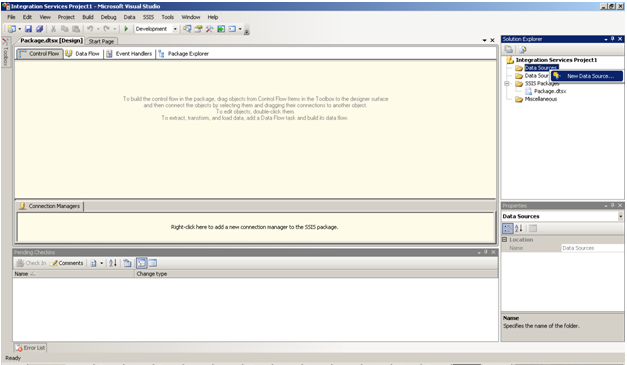 Integration Services Project1 - Microsoft Visual Studio
File Edit View Project Build Debug Data SSIS Tools Window Help
Development
Toolbox
Package.dtsx [Design] Start Page
Control Flow Data Flow Event Handlers Package Explorer
To build the control flow in the package, drag objects from Control Flow Items in the Toolbox to the designer surface
and then connect the objects by selecting them and dragging their connectors to another object.
To edit objects, double-click them.
To extract, transform, and load data, add a Data Flow task and build its data flow.
Connection Managers
Right-click here to add a new connection manager to the SSIS package.
Pending Checkins
Check In Comments
Name Change type
Error List
Ready
Solution Explorer
Integration Services Project1
Data Sources
Data Sour New Data Source...
SSIS Packages
Package.dtsx
Miscellaneous
Properties
Data Sources
Location
Name Data Sources
Name
Specifies the name of the folder.